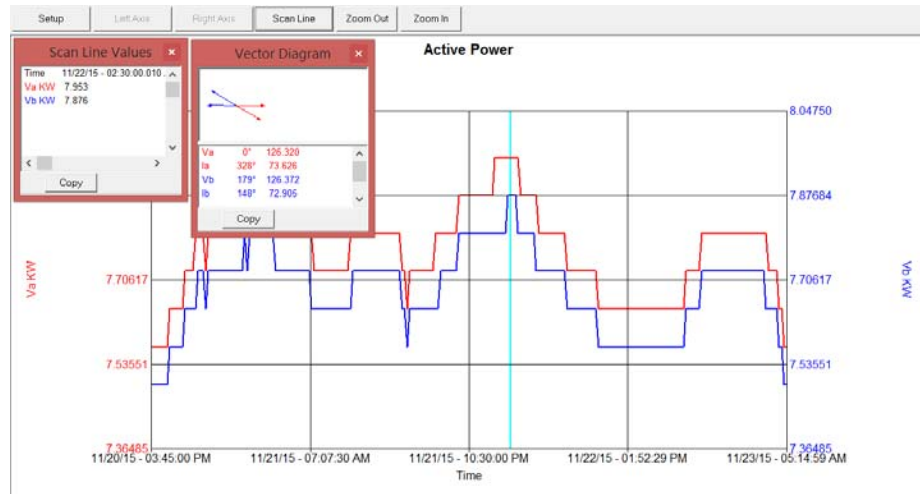 Setup
Left Axis
Right Axis
Scan Line
Zoom Out
Zoom In
Active Power
Scan Line Values
×
Time 11/22/15 - 02:30:00.010
Va KW 7.953
Vb KW 7.876
Copy
Vector Diagram
×
Va 0° 126.320
Ia 328° 73.626
Vb 179° 126.372
Ib 148° 72.905
Copy
8.04750
7.87684
7.70617
7.70617
7.53551
7.53551
7.36485
7.36485
Va KW
Vb KW
11/20/15 - 03:45:00 PM
11/21/15 - 07:07:30 AM
11/21/15 - 10:30:00 PM
11/22/15 - 01:52:29 PM
11/23/15 - 05:14:59 AM
Time